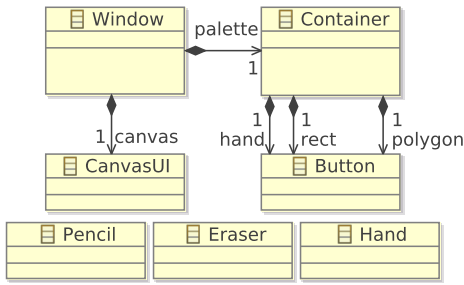 Window
palette
1
Container
1 canvas
1
hand
1
rect
1
polygon
CanvasUI
Button
Pencil
Eraser
Hand